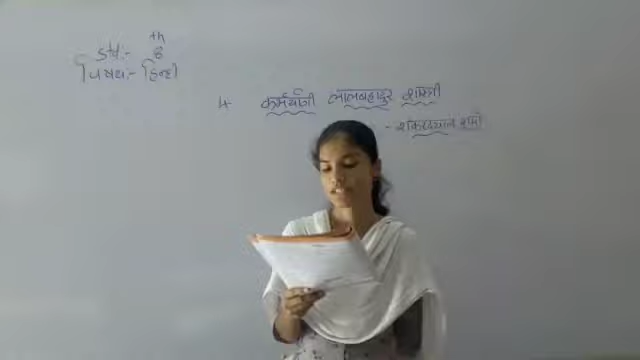 Std:- 8th
विषय:- हिन्दी
4 कर्मयोगी लालबहादुर शास्त्री
- शंकरदयाल शर्मा